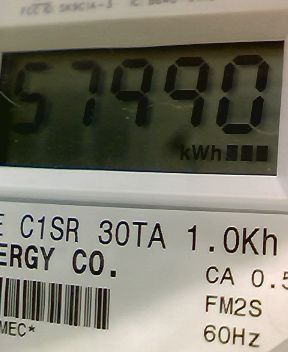 57990
kWh
E C1SR 30TA 1.0Kh
ERGY CO.
CA 0.5
FM2S
MEC*
60Hz